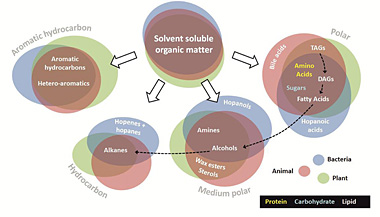 Aromatic hydrocarbon
Aromatic
hydrocarbons
Hetero-aromatics
Solvent soluble
organic matter
Polar
Bile acids
TAGs
Amino
Acids
DAGs
Sugars
Fatty Acids
Hopanoic
acids
Hydrocarbon
Hopenes +
hopanes
Alkanes
Hopanols
Amines
Alcohols
Wax esters
Sterols
Medium polar
Bacteria
Animal
Plant
Protein Carbohydrate Lipid